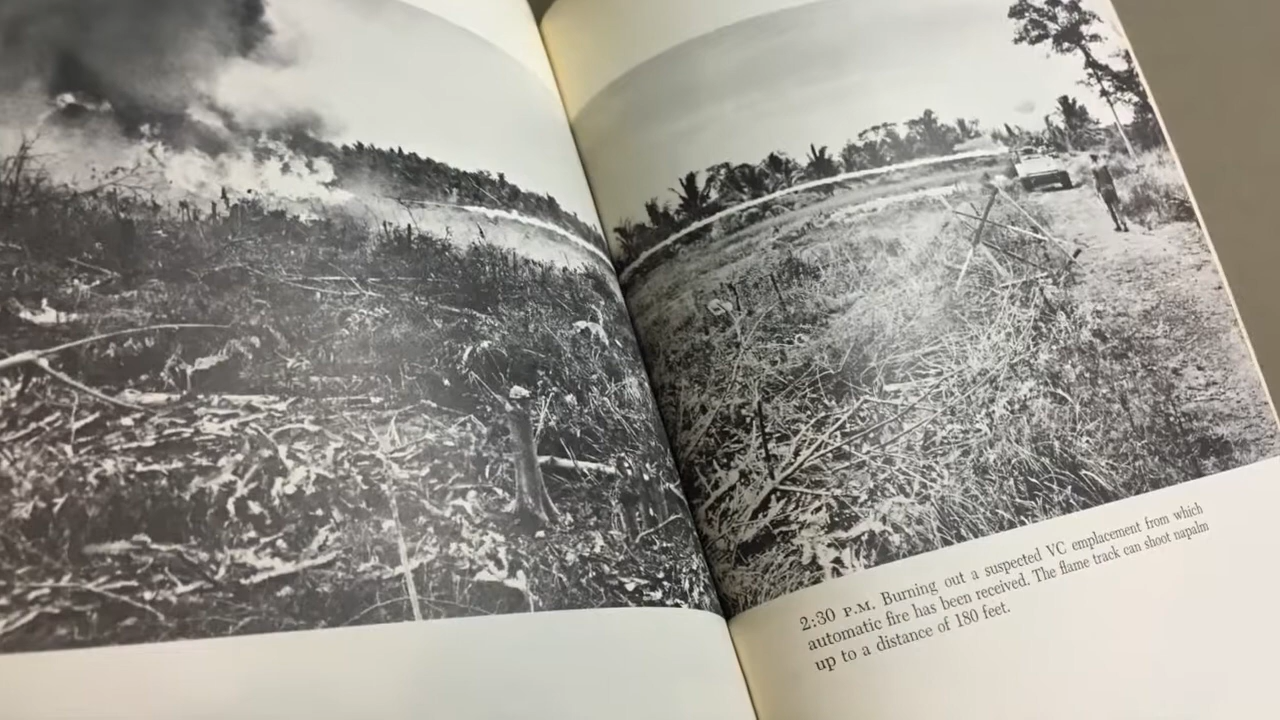 2:30 P.M. Burning out a suspected VC emplacement from which
automatic fire has been received. The flame track can shoot napalm
up to a distance of 180 feet.